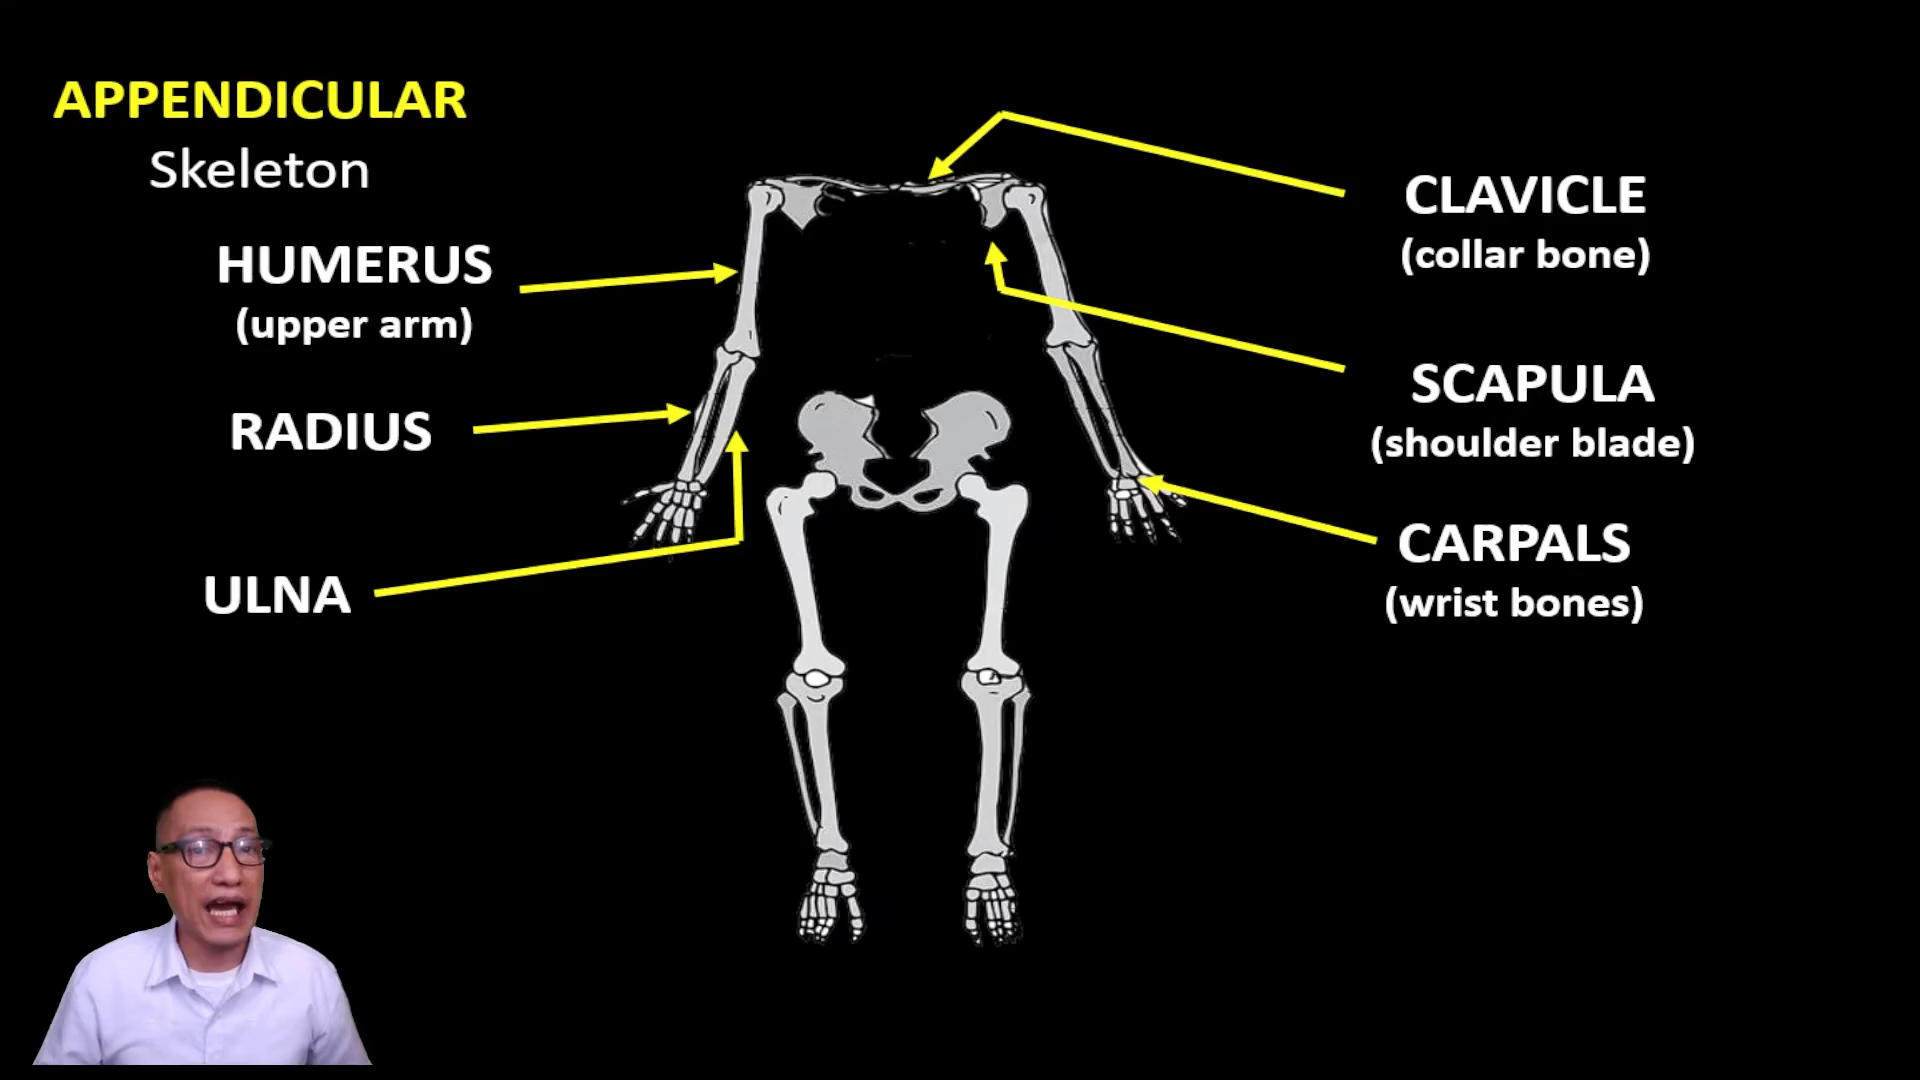 APPENDICULAR
Skeleton
HUMERUS
(upper arm)
RADIUS
ULNA
CLAVICLE
(collar bone)
SCAPULA
(shoulder blade)
CARPALS
(wrist bones)